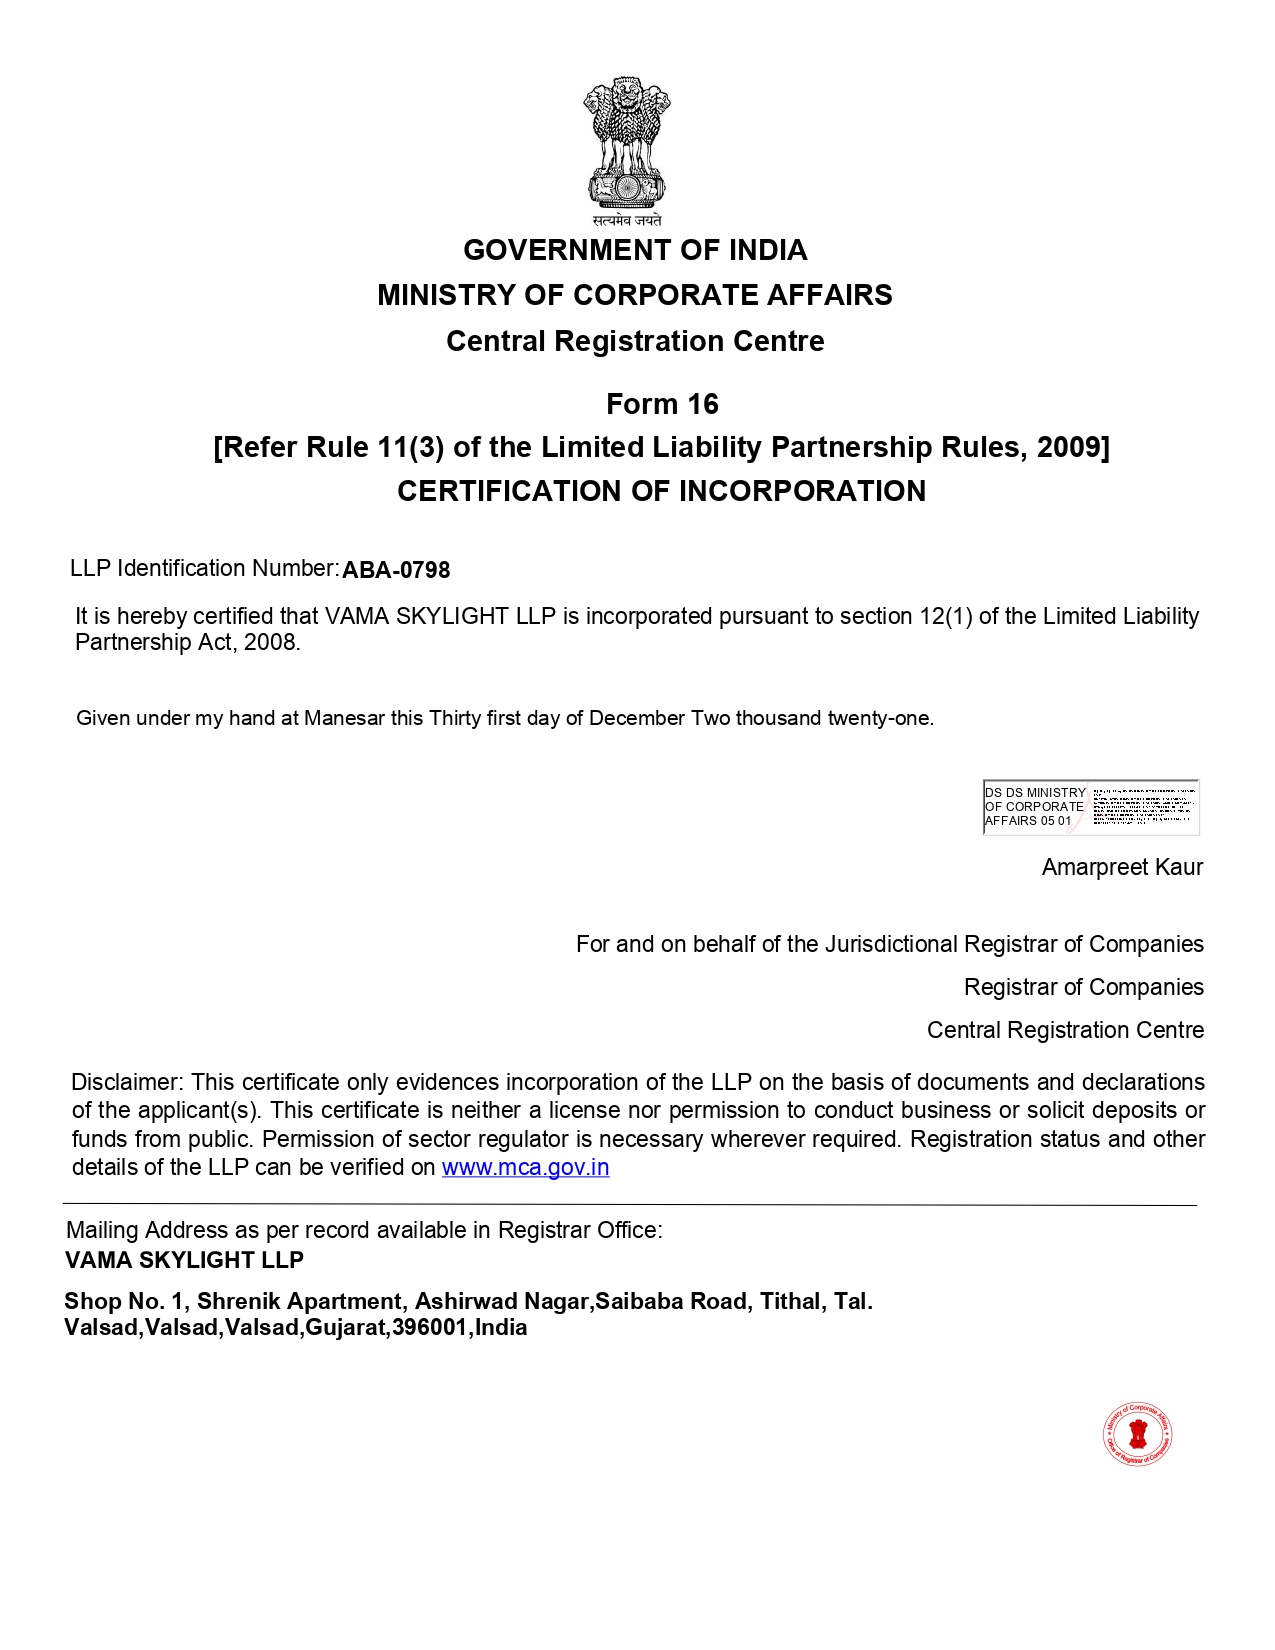 सत्यमेव जयते
GOVERNMENT OF INDIA
MINISTRY OF CORPORATE AFFAIRS
Central Registration Centre
Form 16
[Refer Rule 11(3) of the Limited Liability Partnership Rules, 2009]
CERTIFICATION OF INCORPORATION
LLP Identification Number: ABA-0798
It is hereby certified that VAMA SKYLIGHT LLP is incorporated pursuant to section 12(1) of the Limited Liability
Partnership Act, 2008.
Given under my hand at Manesar this Thirty first day of December Two thousand twenty-one.
DS DS MINISTRY
OF CORPORATE
AFFAIRS 05 01
Amarpreet Kaur
For and on behalf of the Jurisdictional Registrar of Companies
Registrar of Companies
Central Registration Centre
Disclaimer: This certificate only evidences incorporation of the LLP on the basis of documents and declarations
of the applicant(s). This certificate is neither a license nor permission to conduct business or solicit deposits or
funds from public. Permission of sector regulator is necessary wherever required. Registration status and other
details of the LLP can be verified on www.mca.gov.in
Mailing Address as per record available in Registrar Office:
VAMA SKYLIGHT LLP
Shop No. 1, Shrenik Apartment, Ashirwad Nagar,Saibaba Road, Tithal, Tal.
Valsad,Valsad,Valsad,Gujarat,396001,India
Ministry of Corporate Affairs
Office of Registrar of Companies